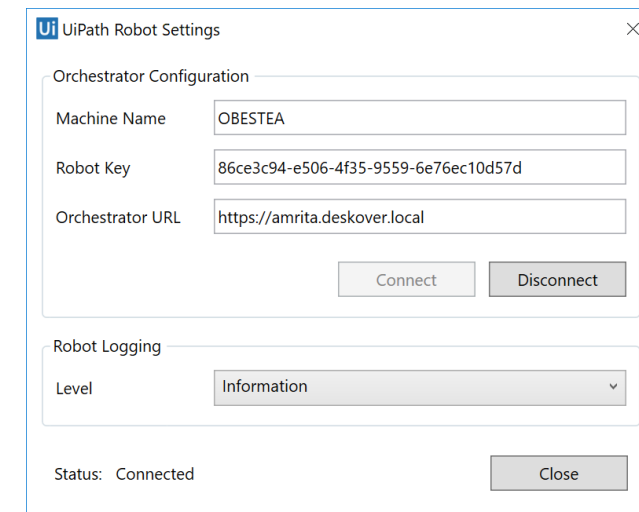 Ui UiPath Robot Settings
Orchestrator Configuration
Machine Name OBESTEA
Robot Key 86ce3c94-e506-4f35-9559-6e76ec10d57d
Orchestrator URL https://amrita.deskover.local
Connect Disconnect
Robot Logging
Level Information
Status: Connected Close